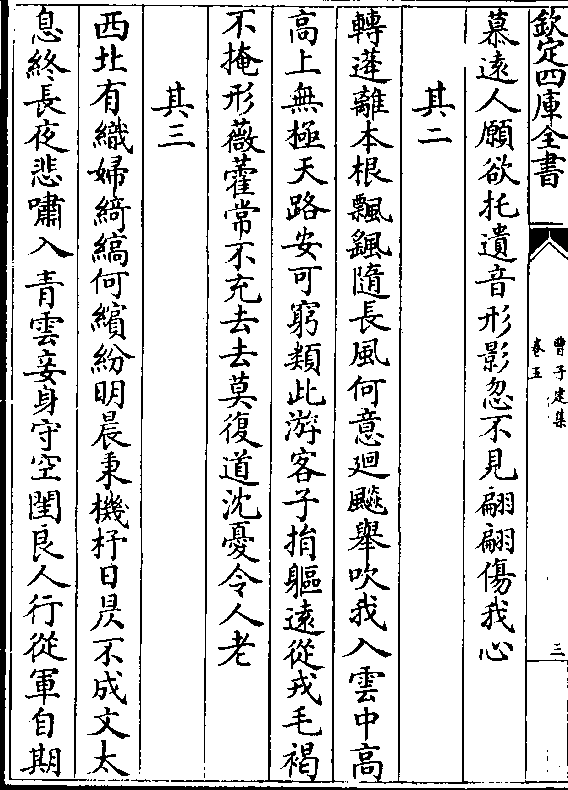 欽定四庫全書
曹子建集
卷五
三
慕遠人願欲托遺音形影忽不見翩翩傷我心
其二
轉蓬離本根飄颻隨長風何意廻飈舉吹我入雲中高
高上無極天路安可窮類此游客子捐軀遠從戎毛褐
不掩形薇藿常不充去去莫復道沈憂令人老
其三
西北有織婦綺縞何繽紛明晨秉機杼日昃不成文太
息終長夜悲嘯入青雲妾身守空閨良人行從軍自期